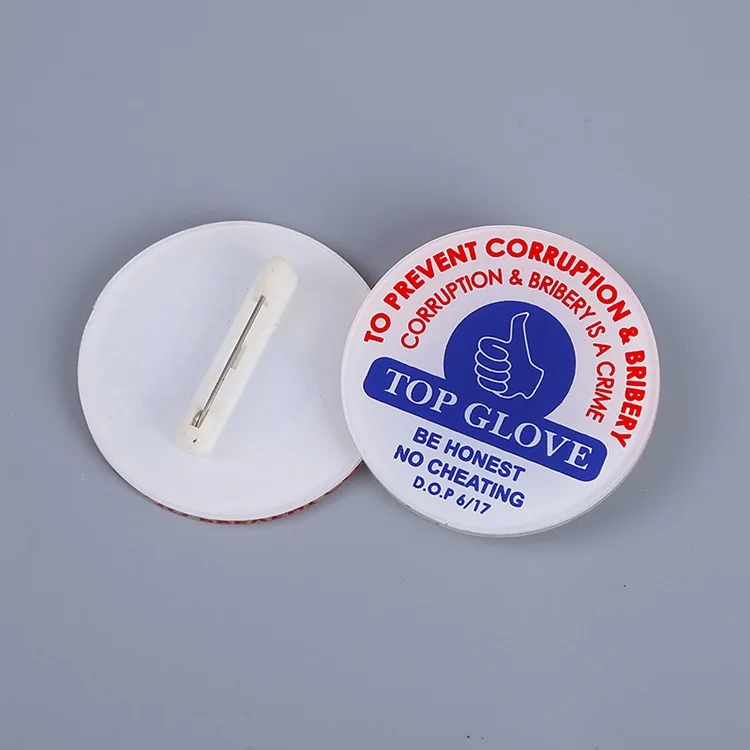 TO PREVENT CORRUPTION & BRIBERY
CORRUPTION & BRIBERY IS A CRIME
TOP GLOVE
BE HONEST
NO CHEATING
D.O.P 6/17